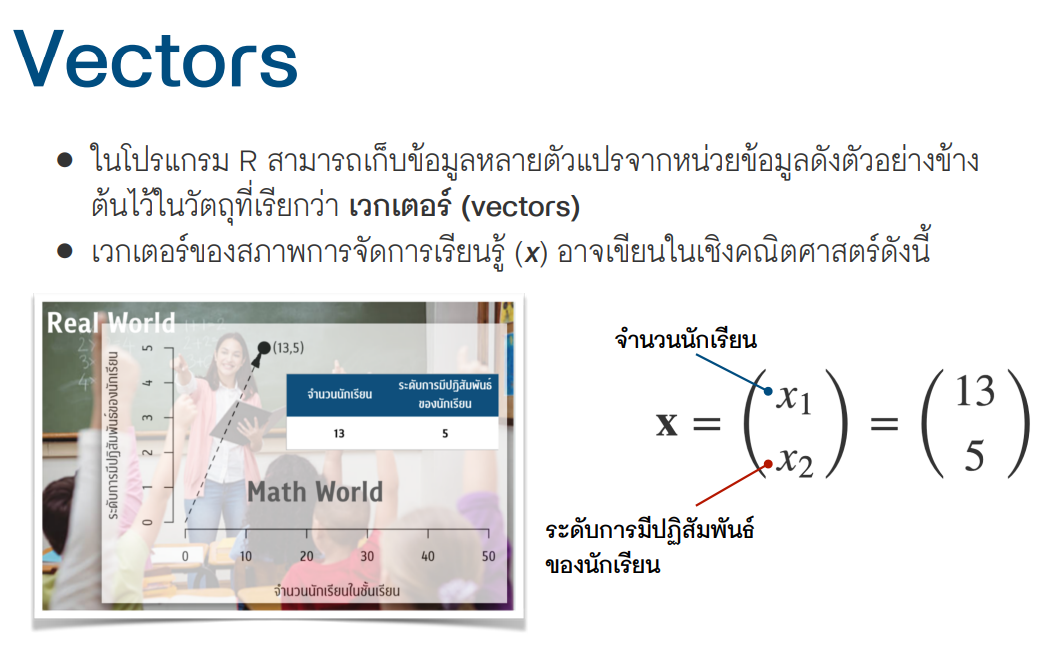 Vectors
● ในโปรแกรม R สามารถเก็บข้อมูลหลายตัวแปรจากหน่วยข้อมูลดังตัวอย่างข้าง
ต้นไว้ในวัตถุที่เรียกว่า เวกเตอร์ (vectors)
● เวกเตอร์ของสภาพการจัดการเรียนรู้ (x) อาจเขียนในเชิงคณิตศาสตร์ดังนี้
Real World
ระดับการมีปฏิสัมพันธ์ของนักเรียน
5
4
3
2
1
0
(13,5)
จำนวนนักเรียน
ระดับการมีปฏิสัมพันธ์
ของนักเรียน
13 5
Math World
0 10 20 30 40 50
จำนวนนักเรียนในชั้นเรียน
จำนวนนักเรียน
x = (x₁ x₂) = (13 5)
ระดับการมีปฏิสัมพันธ์
ของนักเรียน